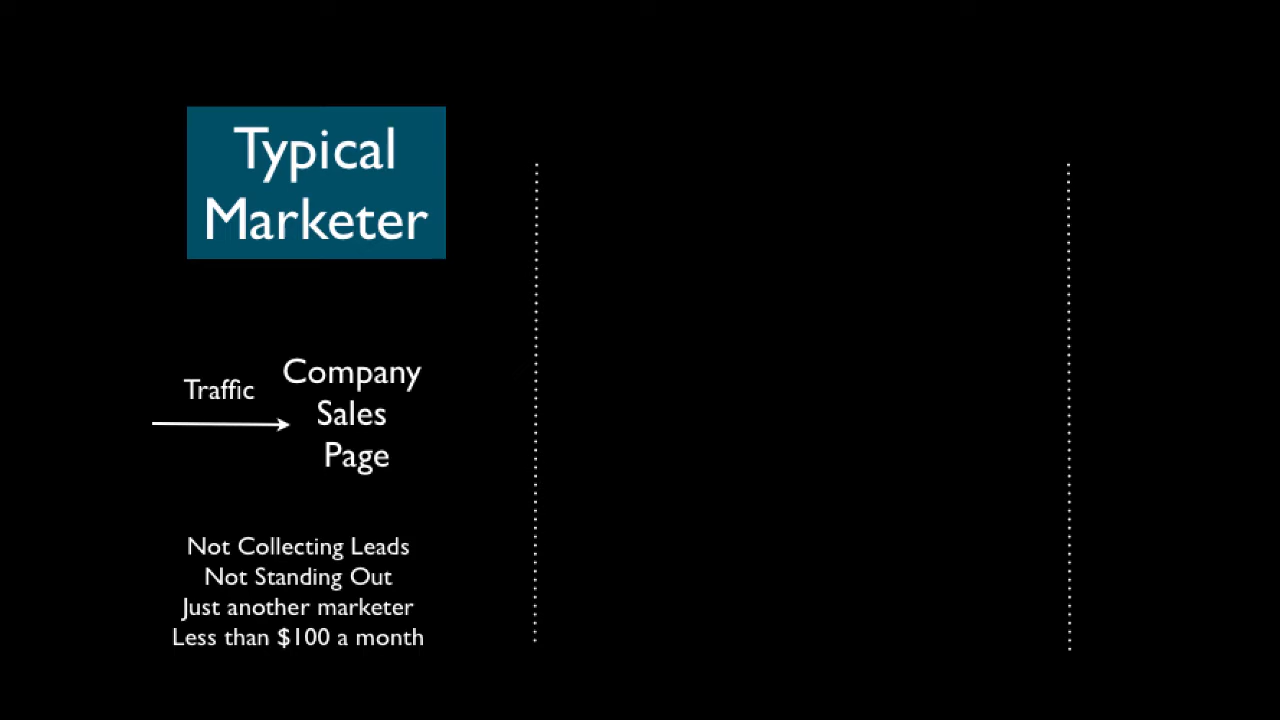 Typical
Marketer
Traffic
Company
Sales
Page
Not Collecting Leads
Not Standing Out
Just another marketer
Less than $100 a month